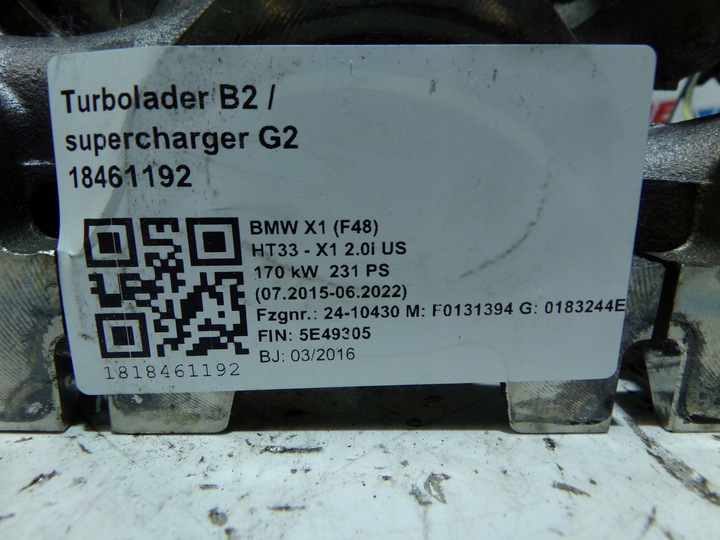 Turbolader B2 /
supercharger G2
18461192
BMW X1 (F48)
HT33 - X1 2.0i US
170 kW 231 PS
(07.2015-06.2022)
Fzgnr.: 24-10430 M: F0131394 G: 0183244E
FIN: 5E49305
BJ: 03/2016
1818461192